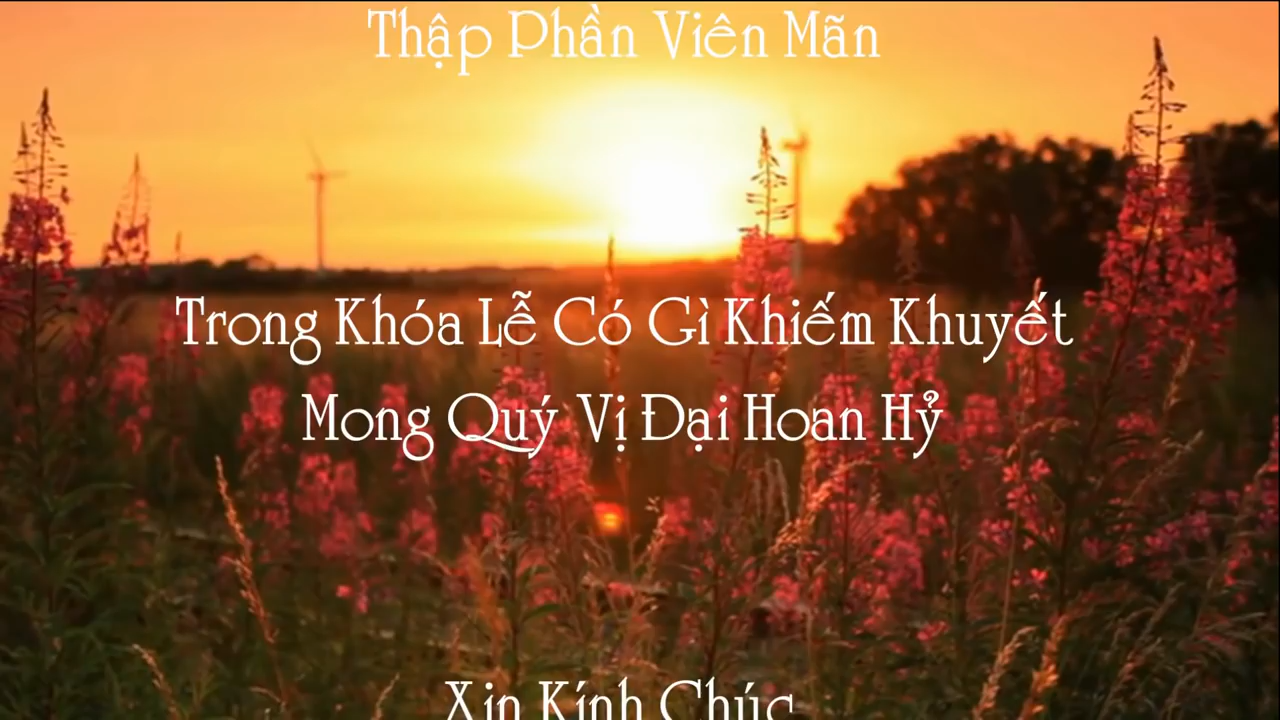 Thập Phần Viên Mãn
Trong Khóa Lễ Có Gì Khiếm Khuyết
Mong Quý Vị Đại Hoan Hỷ
Xin Kính Chúc